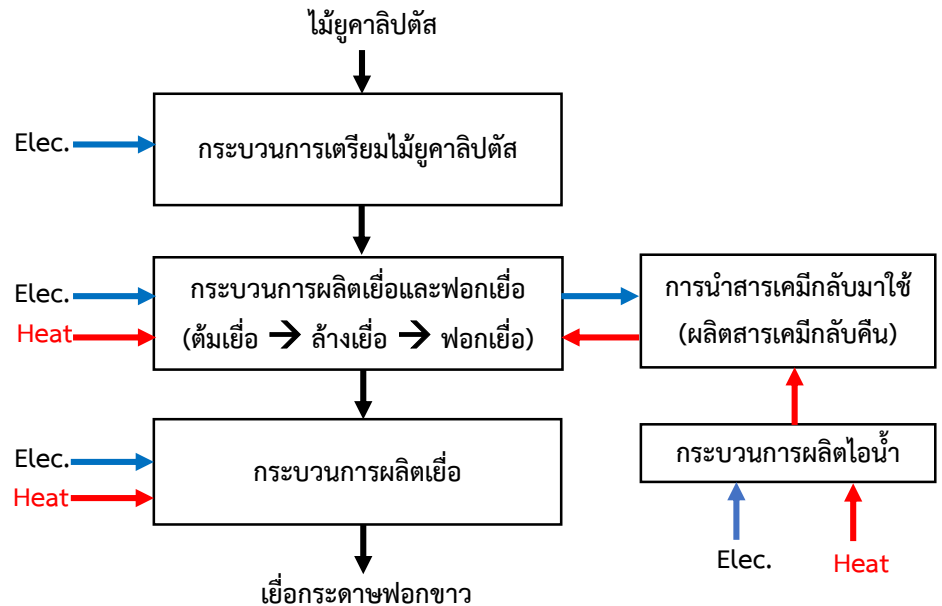 ไม้ยูคาลิปตัส
Elec.
กระบวนการเตรียมไม้ยูคาลิปตัส
Elec.
Heat
กระบวนการผลิตเยื่อและฟอกเยื่อ
(ต้มเยื่อ → ล้างเยื่อ → ฟอกเยื่อ)
การนำสารเคมีกลับมาใช้
(ผลิตสารเคมีกลับคืน)
Elec.
Heat
กระบวนการผลิตเยื่อ
กระบวนการผลิตไอน้ำ
Elec.
Heat
เยื่อกระดาษฟอกขาว